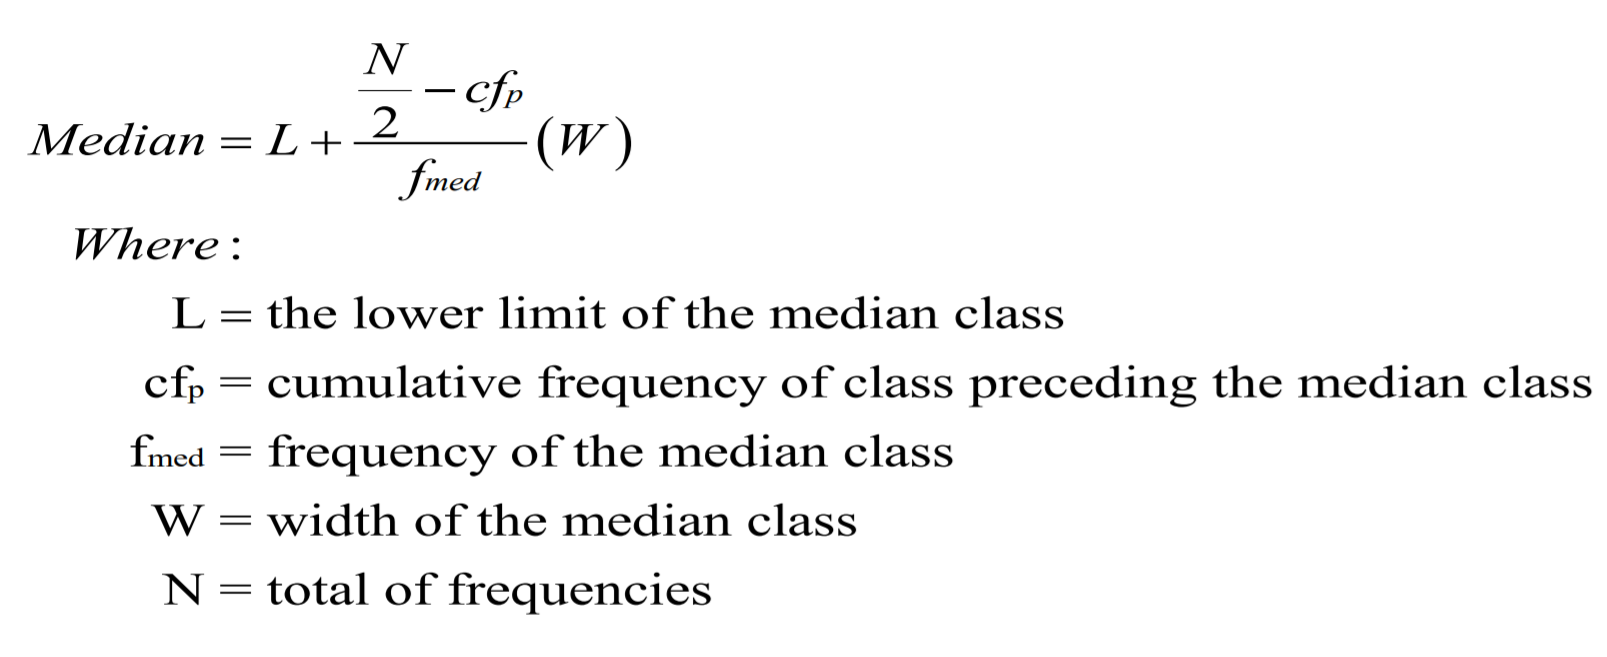 Median = L + \frac{\frac{N}{2} - cf_p}{f_{med}} (W)
Where :
L = the lower limit of the median class
cf_p = cumulative frequency of class preceding the median class
f_{med} = frequency of the median class
W = width of the median class
N = total of frequencies